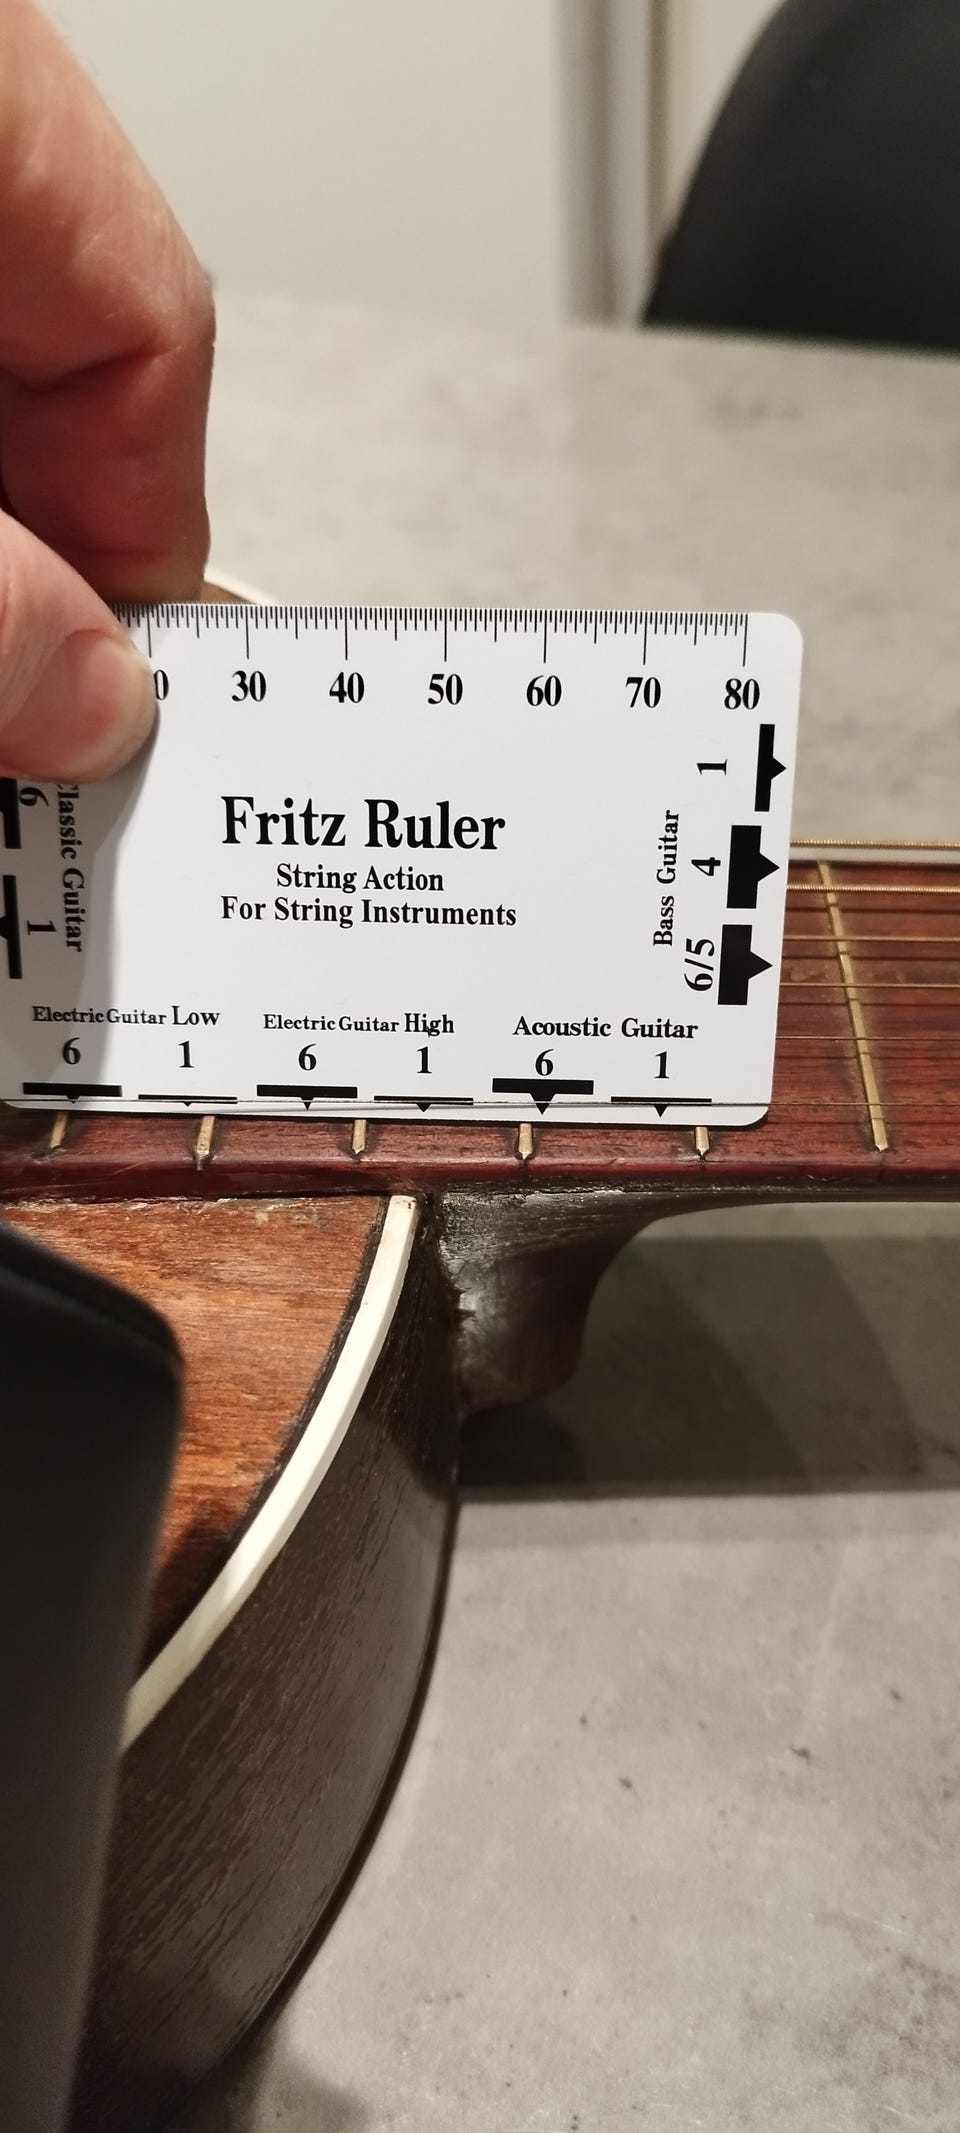 30 40 50 60 70 80
Fritz Ruler
String Action
For String Instruments
1
4
6/5
Bass Guitar
6
1
Guitar
Electric Guitar Low
6 1
Electric Guitar High
6 1
Acoustic Guitar
6 1